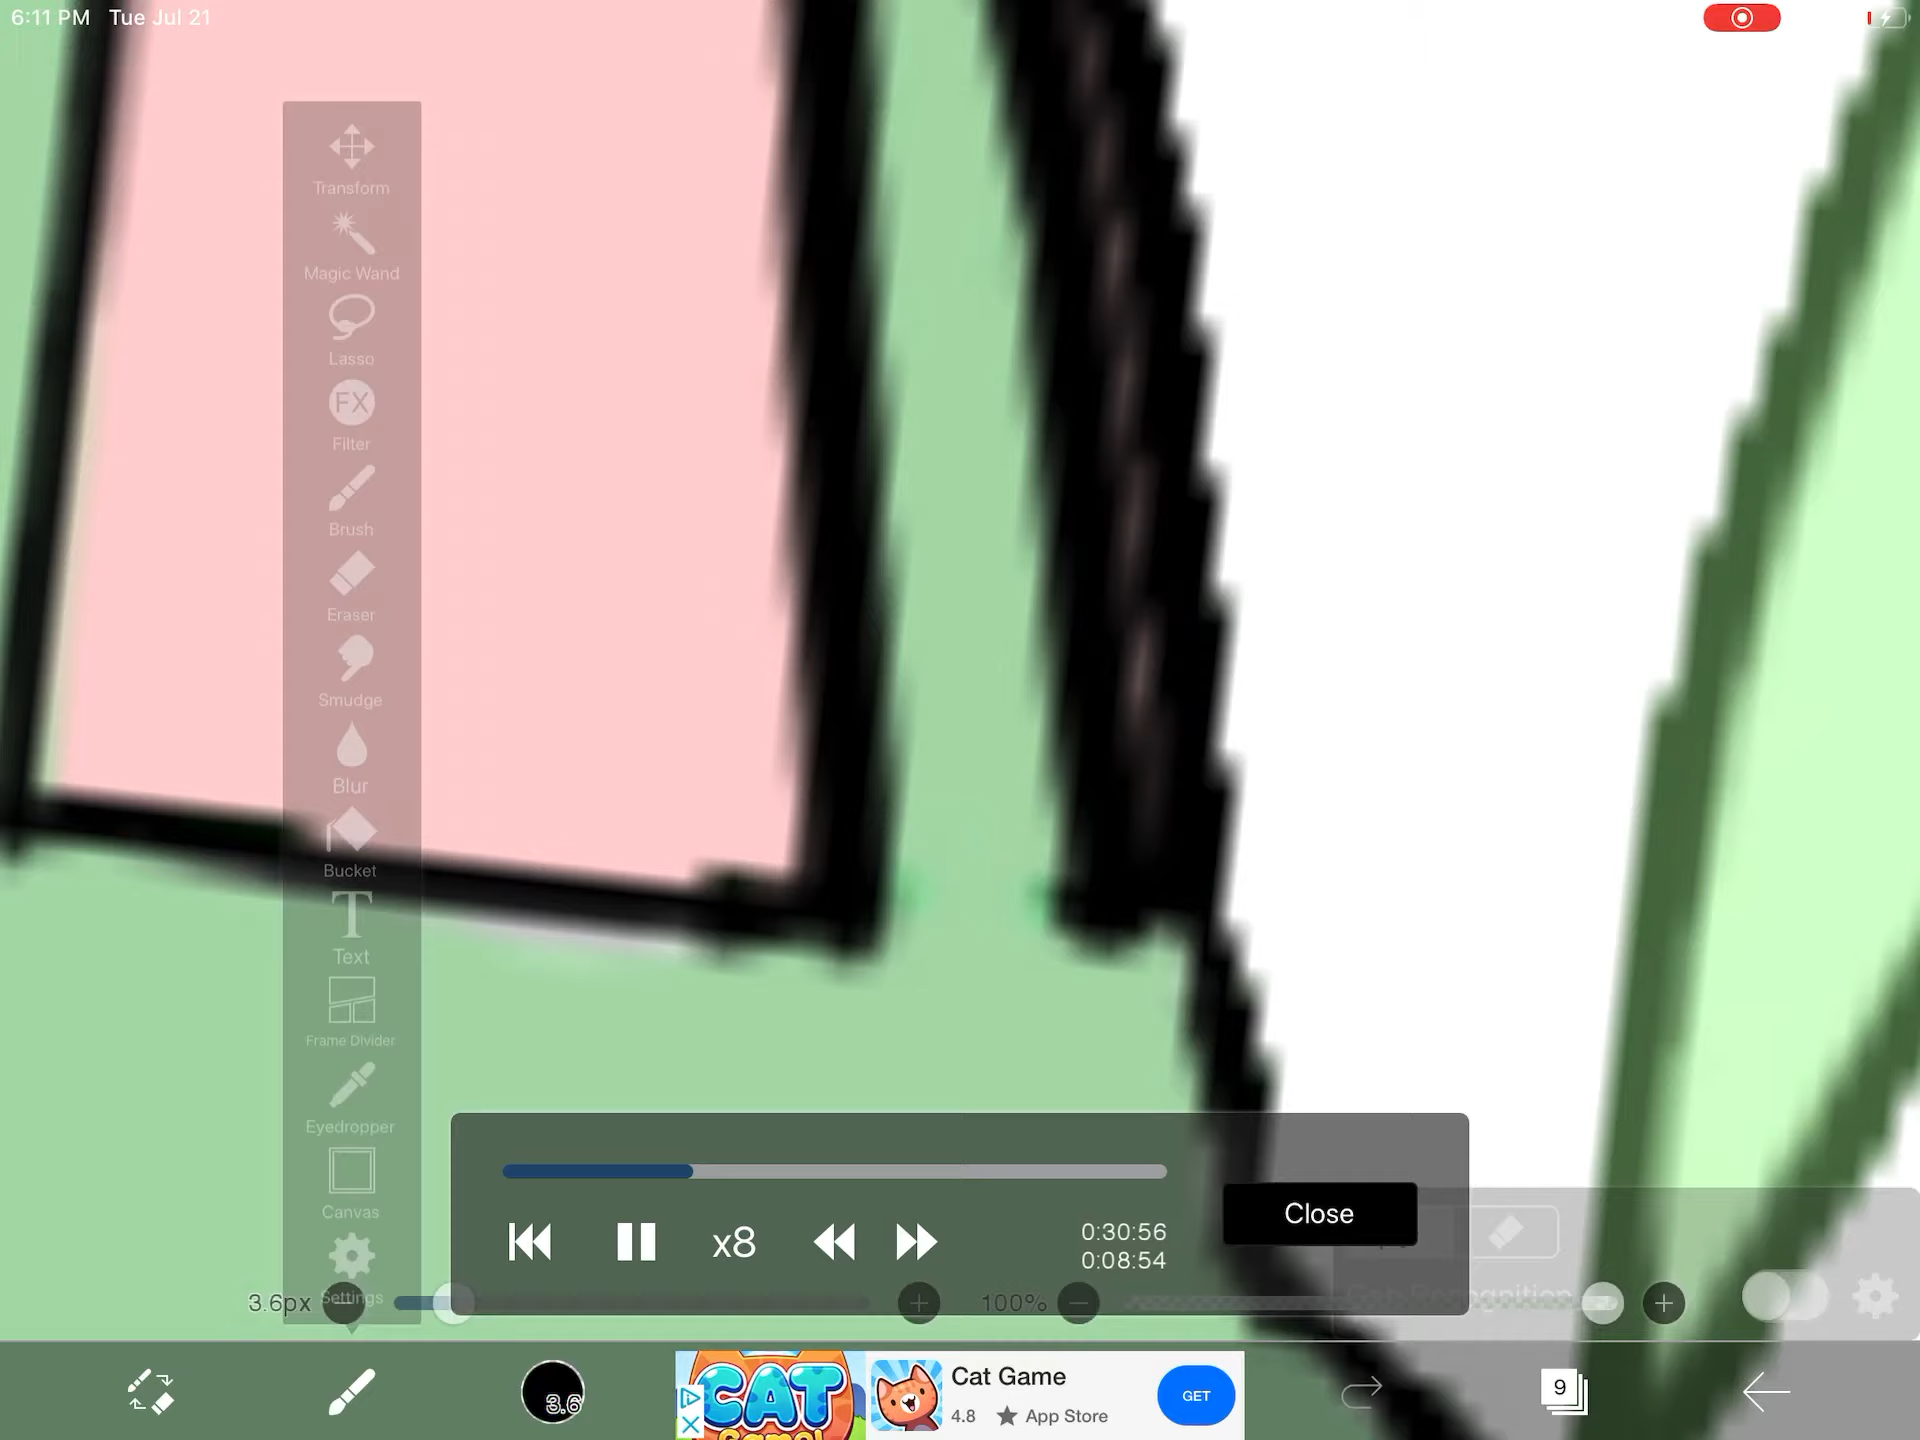 6:11 PM Tue Jul 21
Transform
Magic Wand
Lasso
FX
Filter
Brush
Eraser
Smudge
Blur
Bucket
T
Text
Frame Divider
Eyedropper
Canvas
Settings
x8
0:30:56
0:08:54
Close
3.6px
100%
3.6
CAT
Game!
Cat Game
4.8 ★ App Store
GET
9